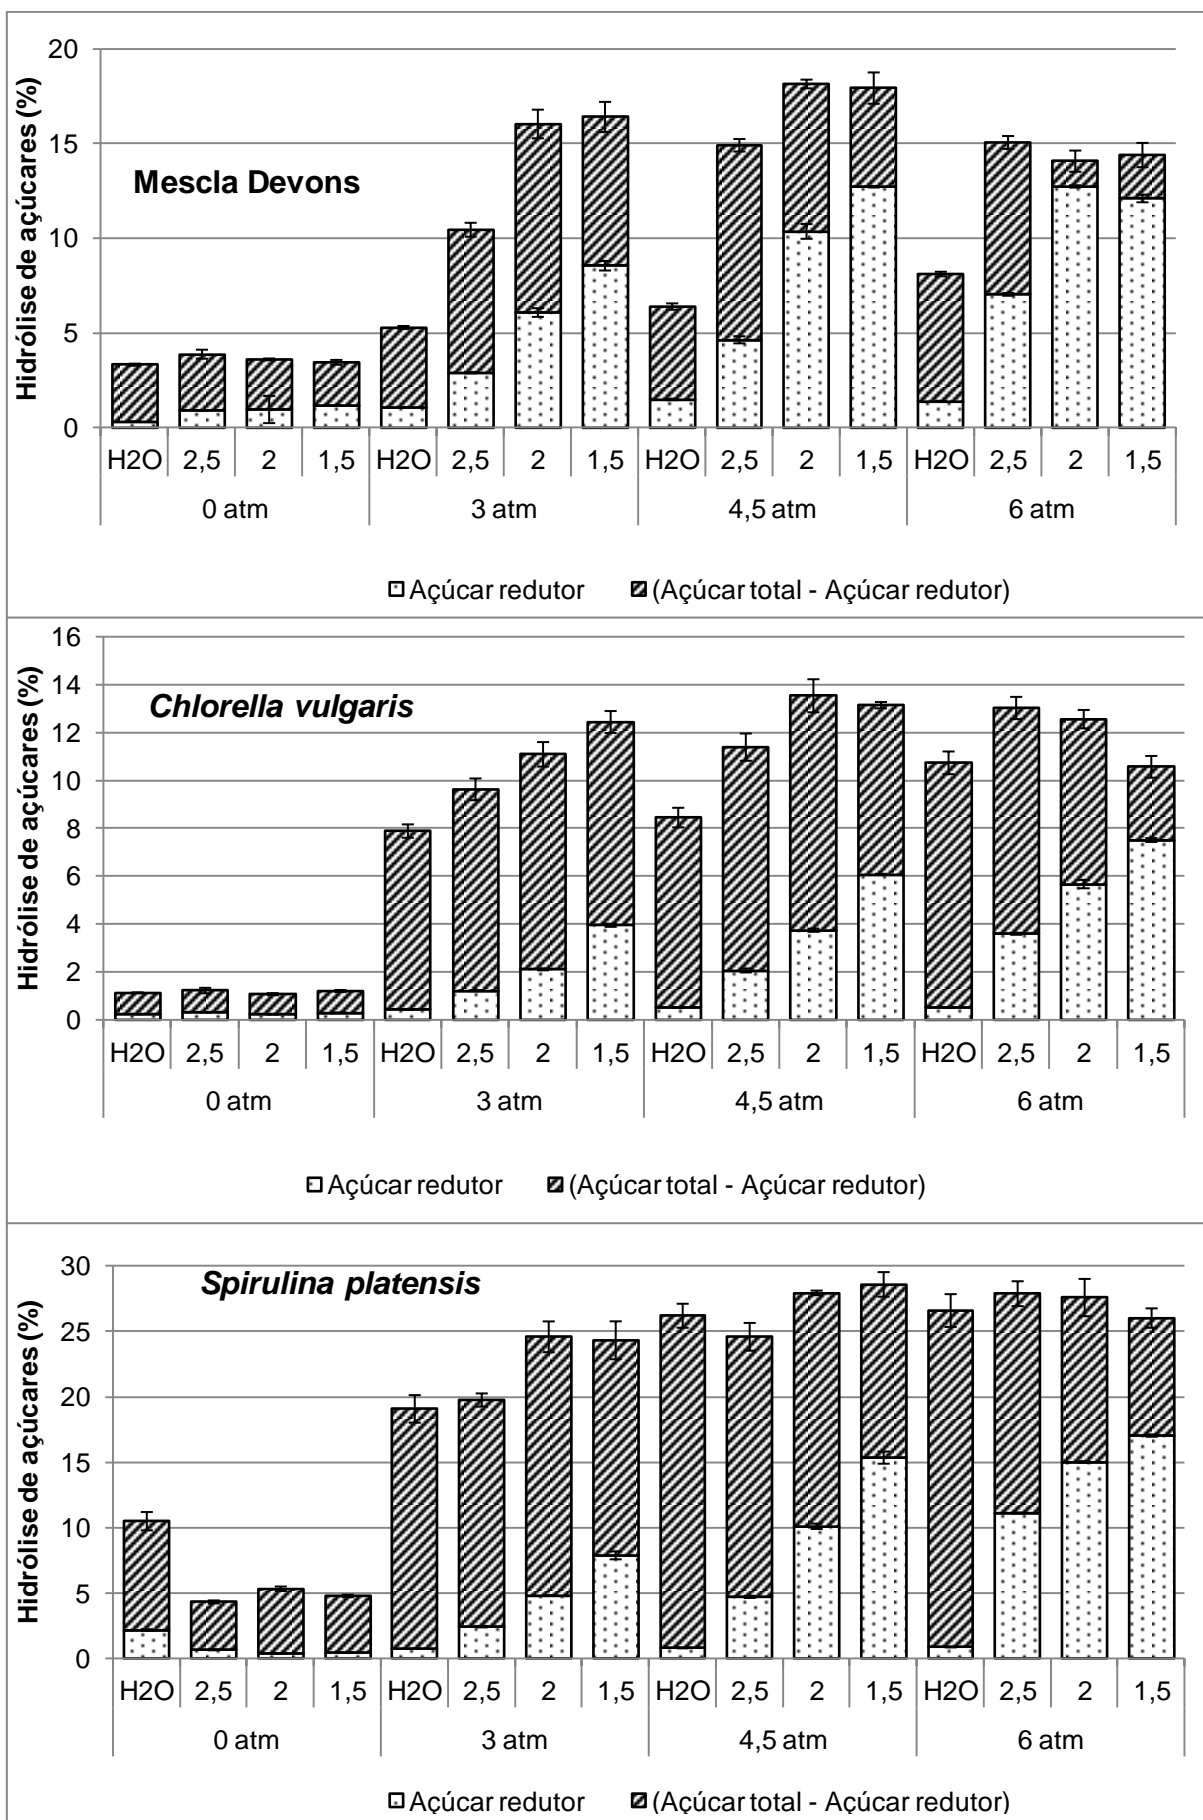 Hidrólise de açúcares (%)
20
15
10
5
0
Mescla Devons
H2O 2,5 2 1,5 H2O 2,5 2 1,5 H2O 2,5 2 1,5 H2O 2,5 2 1,5
0 atm 3 atm 4,5 atm 6 atm
Açúcar redutor (Açúcar total - Açúcar redutor)
Hidrólise de açúcares (%)
16
14
12
10
8
6
4
2
0
Chlorella vulgaris
H2O 2,5 2 1,5 H2O 2,5 2 1,5 H2O 2,5 2 1,5 H2O 2,5 2 1,5
0 atm 3 atm 4,5 atm 6 atm
Açúcar redutor (Açúcar total - Açúcar redutor)
Hidrólise de açúcares (%)
30
25
20
15
10
5
0
Spirulina platensis
H2O 2,5 2 1,5 H2O 2,5 2 1,5 H2O 2,5 2 1,5 H2O 2,5 2 1,5
0 atm 3 atm 4,5 atm 6 atm
Açúcar redutor (Açúcar total - Açúcar redutor)